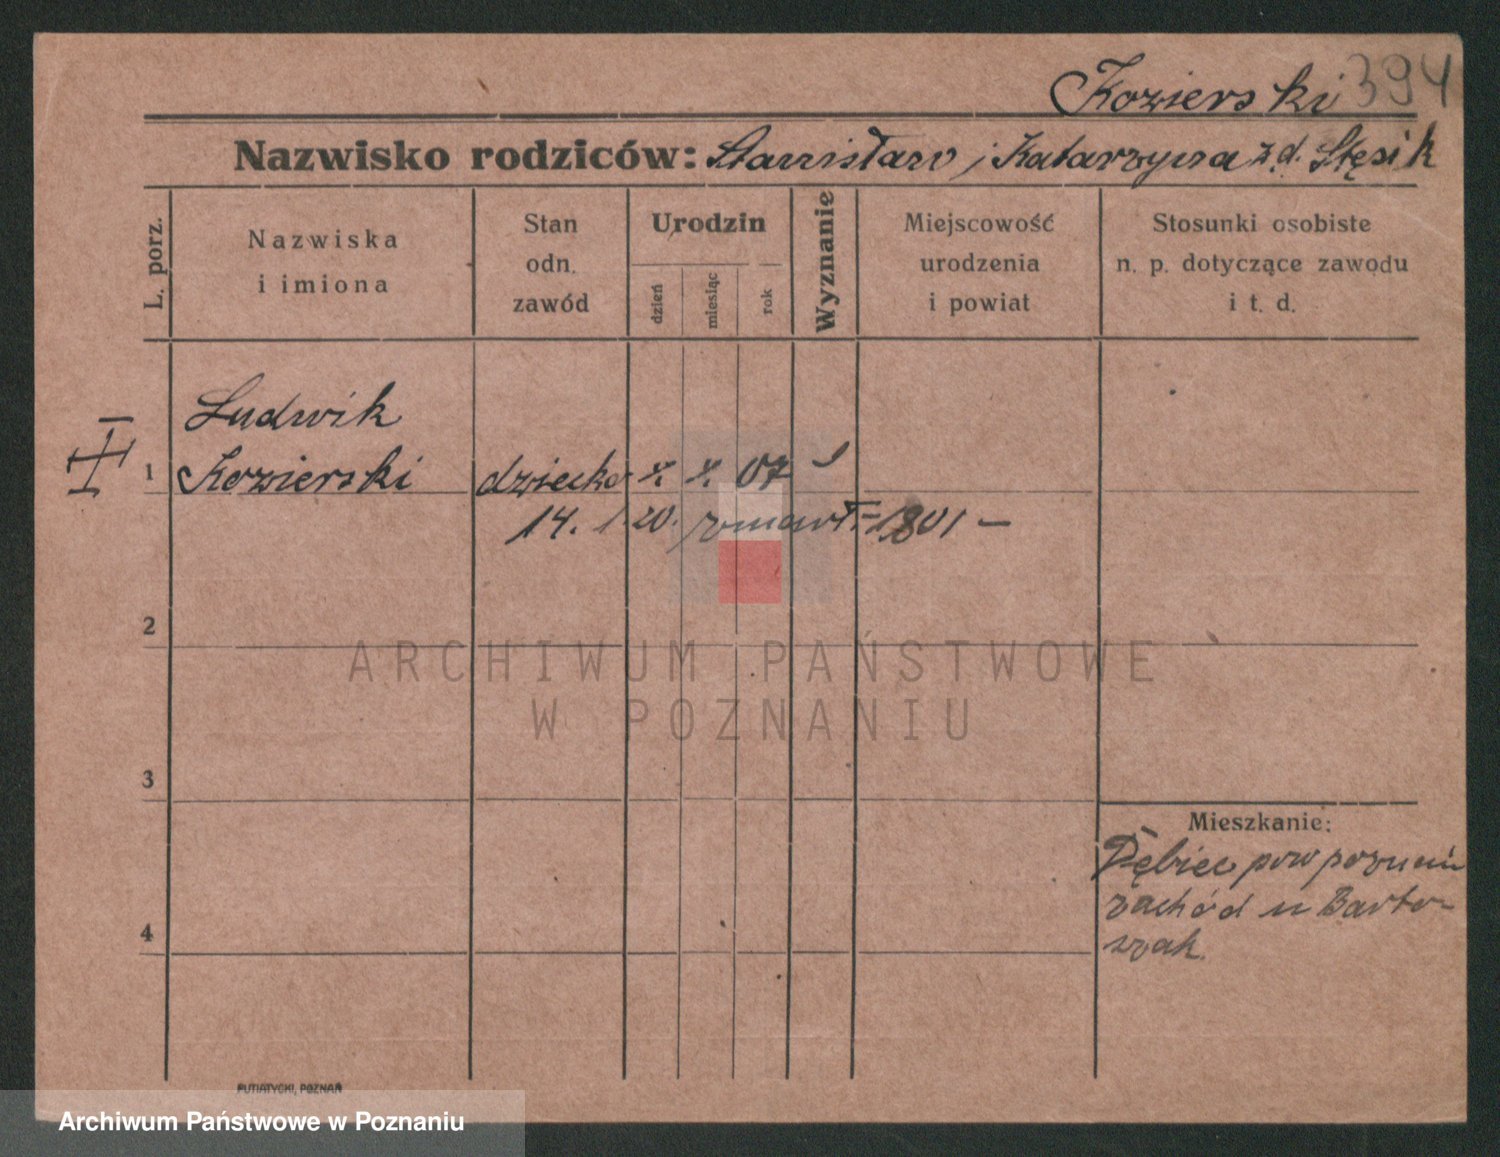 Kozierski 394
Nazwisko rodziców: Stanisław i Katarzyna z d. Stęsik
L. porz.
Nazwiska
i imiona
Stan
odn.
zawód
Urodzin
dzień
miesiąc
rok
Wyznanie
Miejscowość
urodzenia
i powiat
Stosunki osobiste
n. p. dotyczące zawodu
i t. d.
Ludwik
1 Kozierski dziecko x. x. 07
14. 1. 20. zmarł = 1801 –
2
ARCHIWUM PAŃSTWOWE
W POZNANIU
3
Mieszkanie:
Dębiec pow poznań
zachód u Barto-
4
szak.
PUTIATYCKI, POZNAŃ
Archiwum Państwowe w Poznaniu